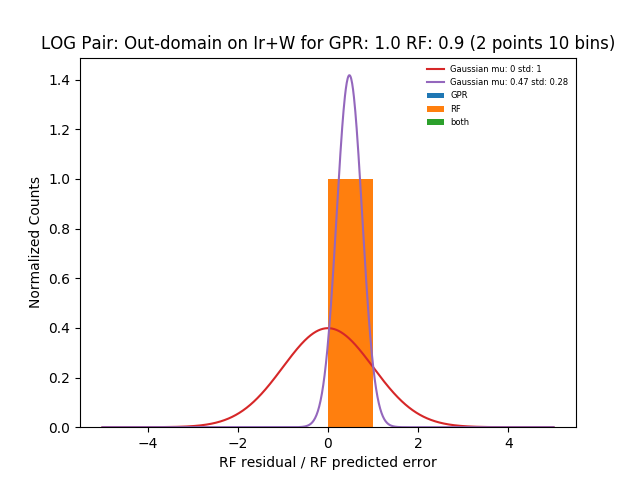 LOG Pair: Out-domain on Ir+W for GPR: 1.0 RF: 0.9 (2 points 10 bins)
Gaussian mu: 0 std: 1
Gaussian mu: 0.47 std: 0.28
GPR
RF
both
Normalized Counts
1.4
1.2
1.0
0.8
0.6
0.4
0.2
0.0
−4 −2 0 2 4
RF residual / RF predicted error